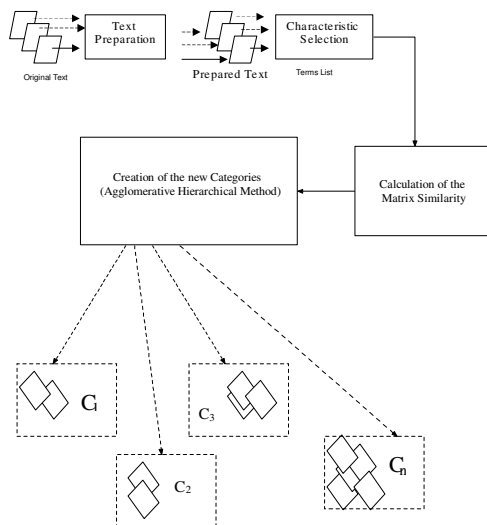 Text
Preparation
Original Text
Prepared Text
Characteristic
Selection
Terms List
Creation of the new Categories
(Agglomerative Hierarchical Method)
Calculation of the
Matrix Similarity
C1
C3
C2
Cn